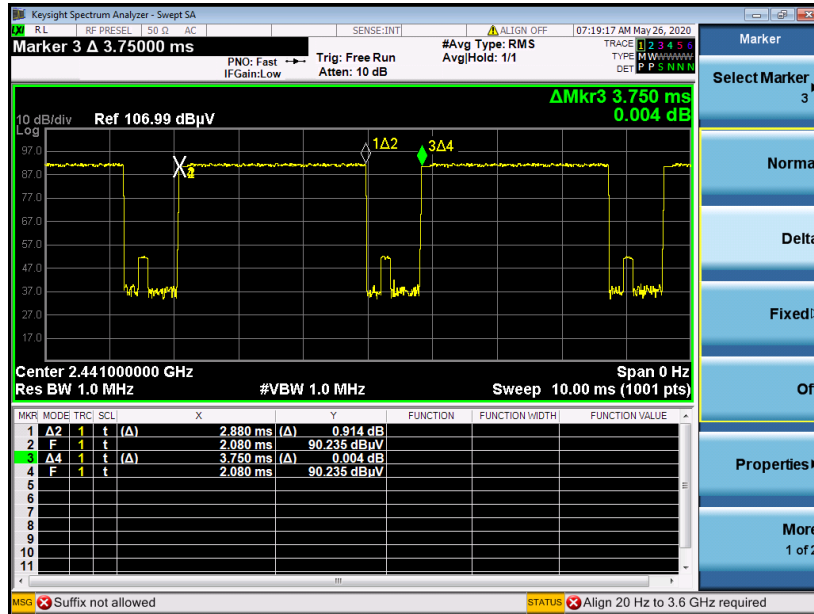 Keysight Spectrum Analyzer - Swept SA
LXI RL RF PRESEL 50 Ω AC SENSE:INT ALIGN OFF 07:19:17 AM May 26, 2020
Marker 3 Δ 3.75000 ms
PNO: Fast
IFGain:Low
Trig: Free Run
Atten: 10 dB
#Avg Type: RMS
Avg|Hold: 1/1
TRACE 1 2 3 4 5 6
TYPE M W W W W W
DET P P S N N N
ΔMkr3 3.750 ms
0.004 dB
10 dB/div Ref 106.99 dBµV
Log
97.0
87.0
77.0
67.0
57.0
47.0
37.0
27.0
17.0
1Δ2
3Δ4
Center 2.441000000 GHz Span 0 Hz
Res BW 1.0 MHz #VBW 1.0 MHz Sweep 10.00 ms (1001 pts)
MKR MODE TRC SCL X Y FUNCTION FUNCTION WIDTH FUNCTION VALUE
1 Δ2 1 t (Δ) 2.880 ms (Δ) 0.914 dB
2 F 1 t 2.080 ms 90.235 dBµV
3 Δ4 1 t (Δ) 3.750 ms (Δ) 0.004 dB
4 F 1 t 2.080 ms 90.235 dBµV
5
6
7
8
9
10
11
MSG Suffix not allowed STATUS Align 20 Hz to 3.6 GHz required
Marker
Select Marker
3
Norma
Delta
Fixed
Of
Properties
More
1 of 2